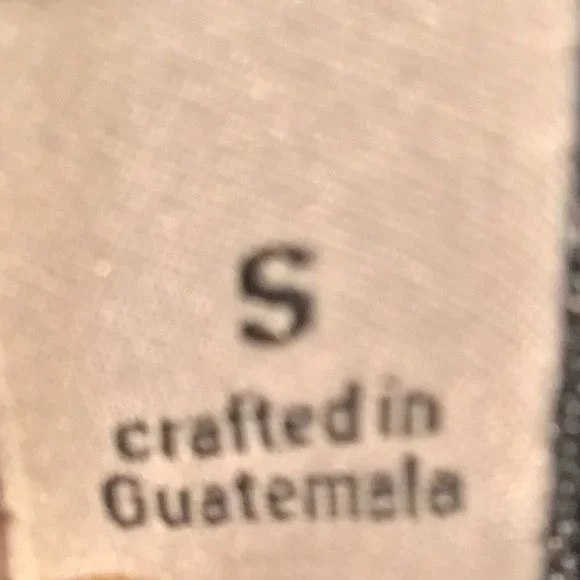 S
crafted in
Guatemala